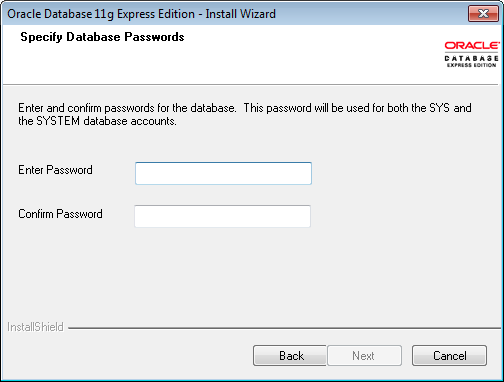 Oracle Database 11g Express Edition - Install Wizard
Specify Database Passwords
ORACLE
DATABASE
EXPRESS EDITION
Enter and confirm passwords for the database. This password will be used for both the SYS and
the SYSTEM database accounts.
Enter Password
Confirm Password
InstallShield
Back Next Cancel